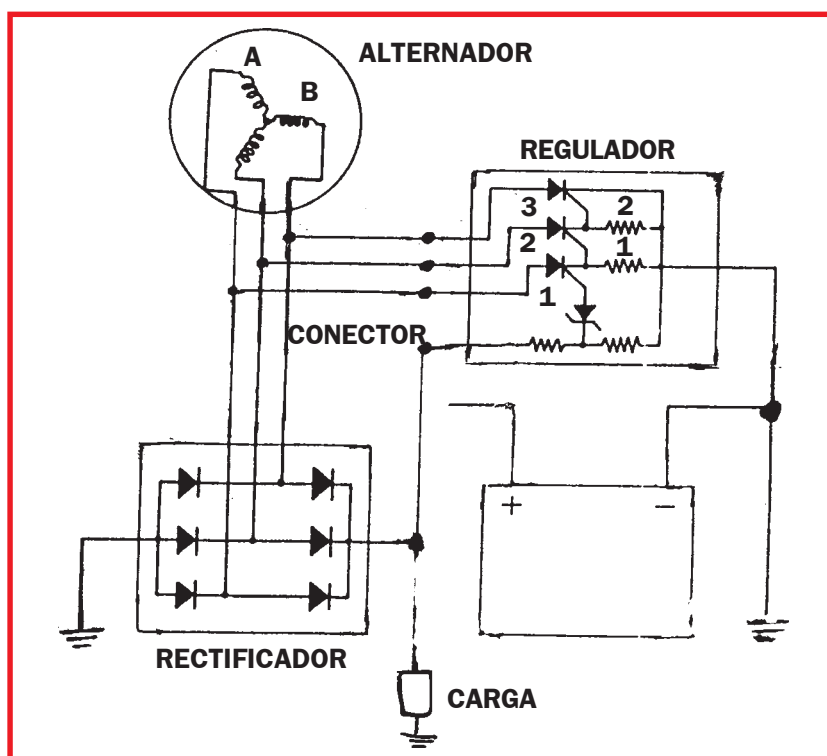 ALTERNADOR
A
B
REGULADOR
3
2
2
1
1
CONECTOR
+
−
RECTIFICADOR
CARGA